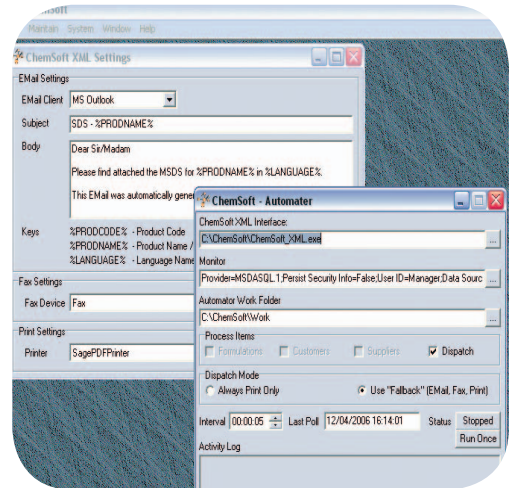 Maintain System Window Help
ChemSoft XML Settings
EMail Settings
EMail Client MS Outlook
Subject SDS - %PRODNAME%
Body Dear Sir/Madam
Please find attached the MSDS for %PRODNAME% in %LANGUAGE%.
This EMail was automatically
Keys %PRODCODE% - Product Code
%PRODNAME% - Product Name /
%LANGUAGE% - Language Name
Fax Settings
Fax Device Fax
Print Settings
Printer SagePDFPrinter
ChemSoft - Automater
ChemSoft XML Interface:
C:\ChemSoft\ChemSoft_XML.exe ...
Monitor
Provider=MSDASQL.1;Persist Security Info=False;User ID=Manager;Data Sourc ...
Automator Work Folder
C:\ChemSoft\Work ...
Process Items
Formulations Customers Suppliers Dispatch
Dispatch Mode
Always Print Only Use "Fallback" (EMail, Fax, Print)
Interval 00:00:05 Last Poll 12/04/2006 16:14:01 Status Stopped
Run Once
Activity Log